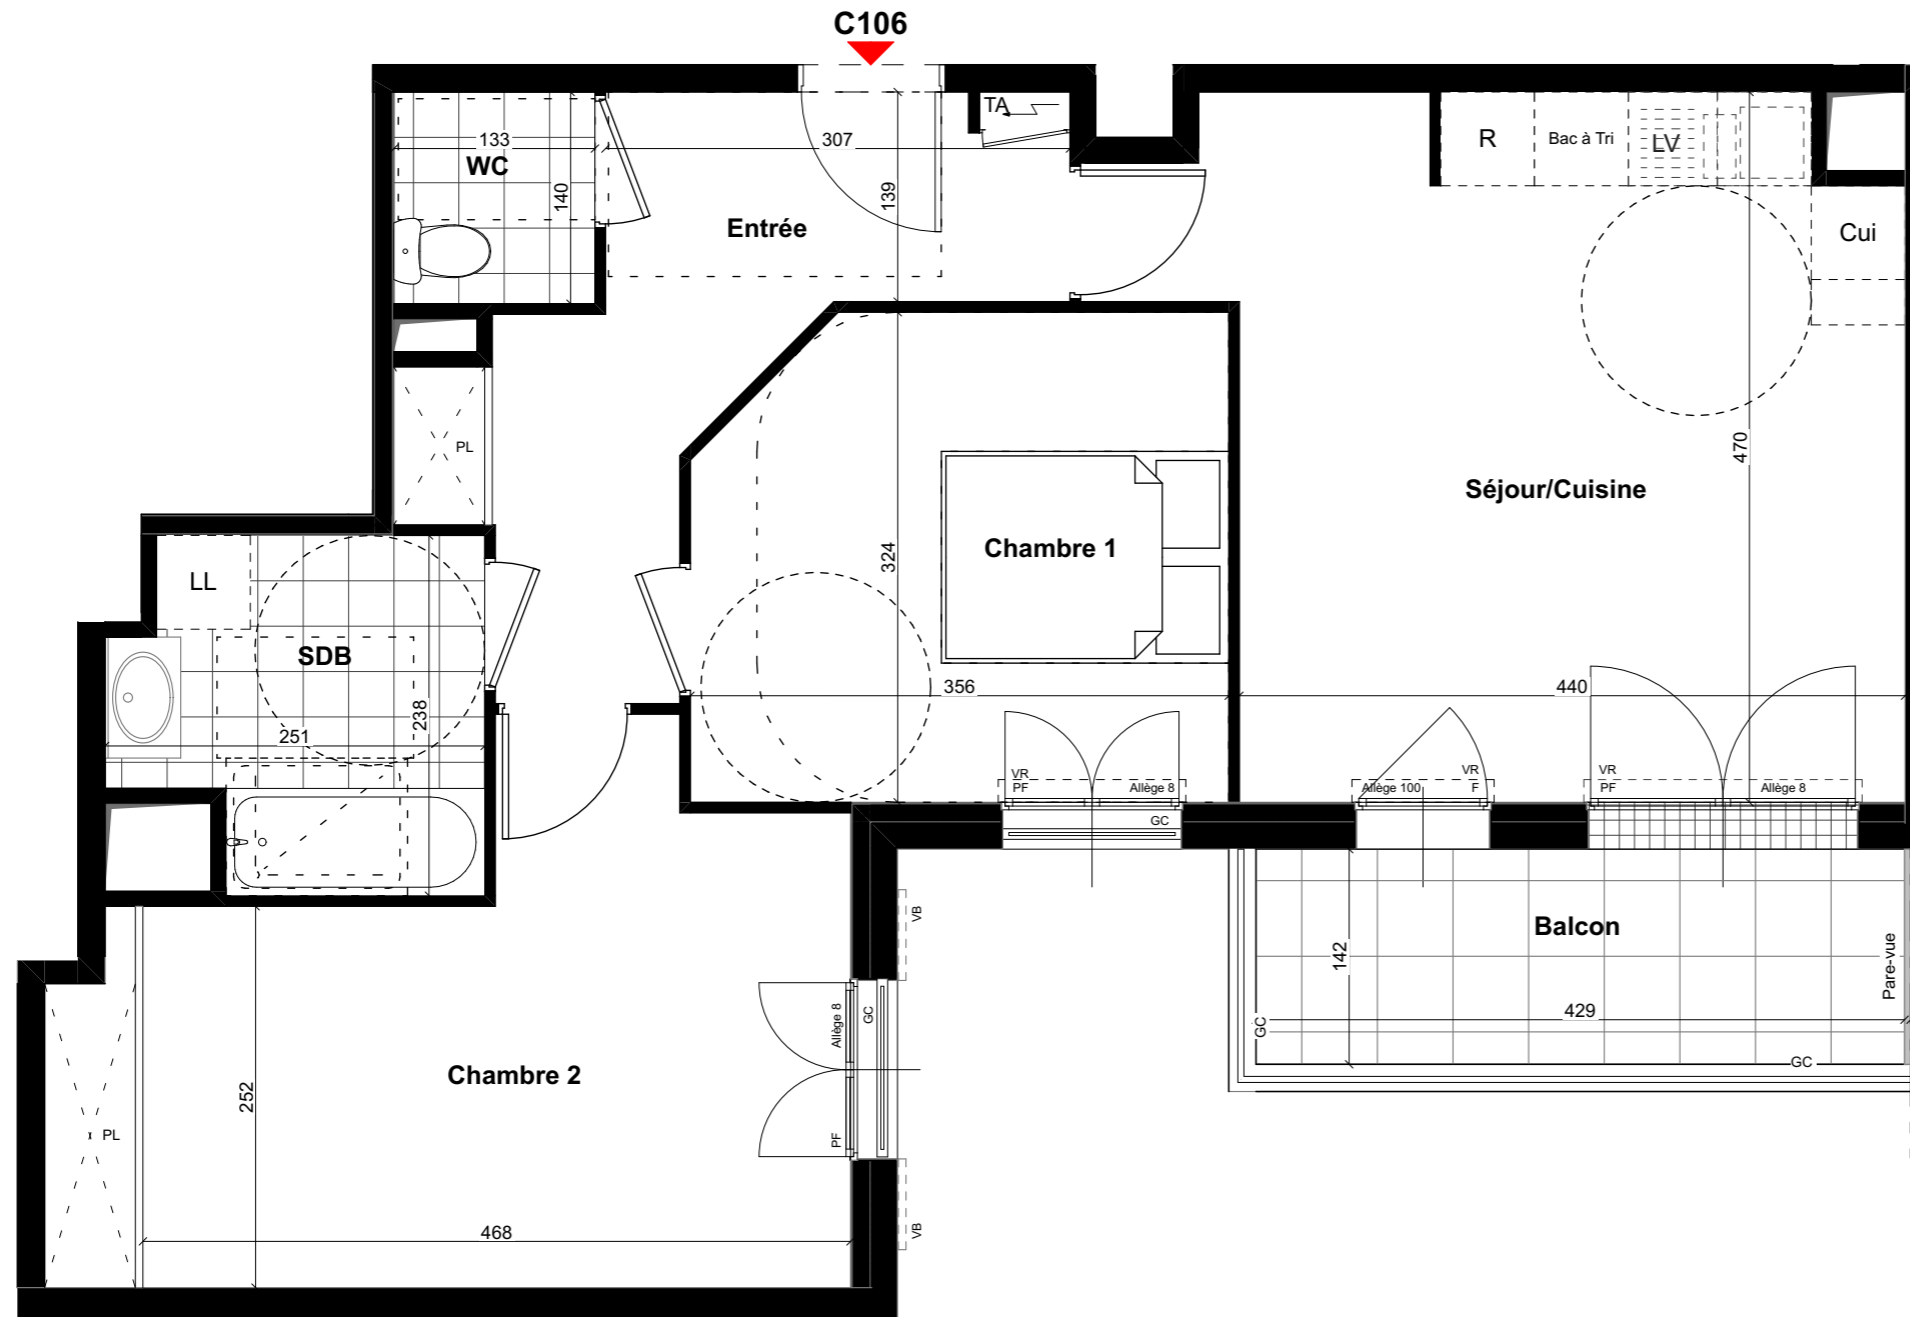 C106
TA
133
WC
140
307
139
Entrée
R
Bac à Tri
LV
Cui
PL
470
Séjour/Cuisine
324
Chambre 1
LL
SDB
238
251
356
440
VR
PF
Allège 8
GC
Allège 100
VR
F
VR
PF
Allège 8
VB
Balcon
142
Pare-vue
429
GC
GC
Allège 8
GC
PF
Chambre 2
252
PL
468
VB